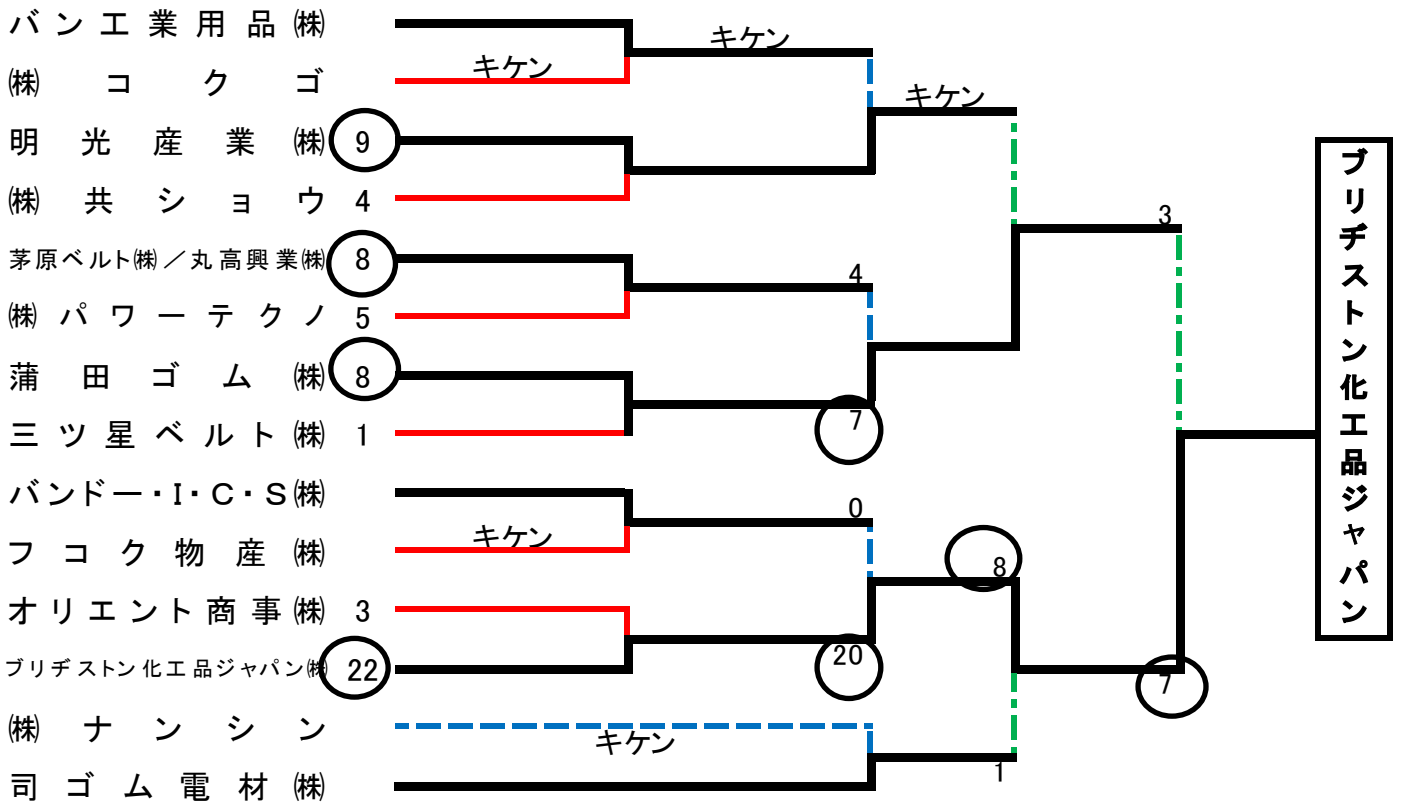 バン工業用品㈱
キケン
㈱コクゴ
キケン
キケン
明光産業㈱ 9
㈱共ショウ 4
3
茅原ベルト㈱／丸高興業㈱ 8
4
㈱パワーテクノ 5
蒲田ゴム㈱ 8
7
三ツ星ベルト㈱ 1
バンドー・I・C・S㈱
0
フコク物産㈱
キケン
8
オリエント商事㈱ 3
20
ブリヂストン化工品ジャパン㈱ 22
7
㈱ナンシン
キケン
1
司ゴム電材㈱
ブリヂストン化工品ジャパン